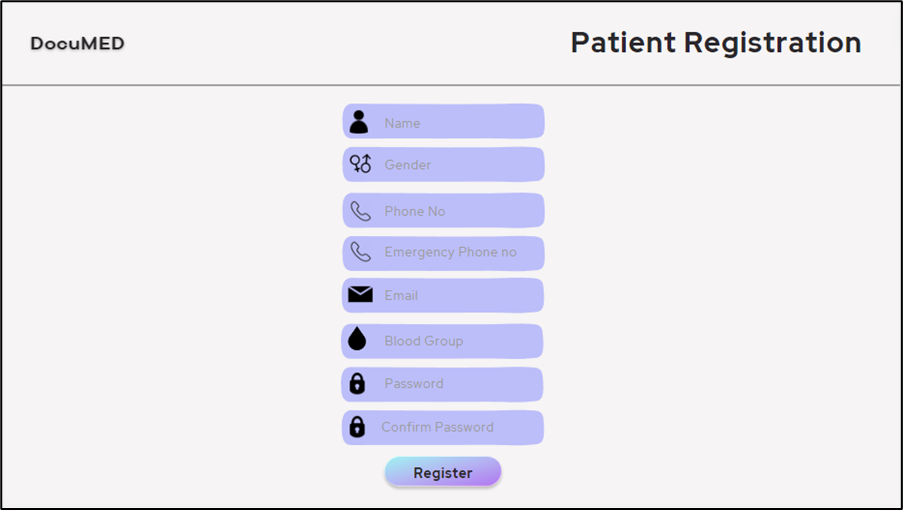 DocuMED
Patient Registration
Name
Gender
Phone No
Emergency Phone no
Email
Blood Group
Password
Confirm Password
Register